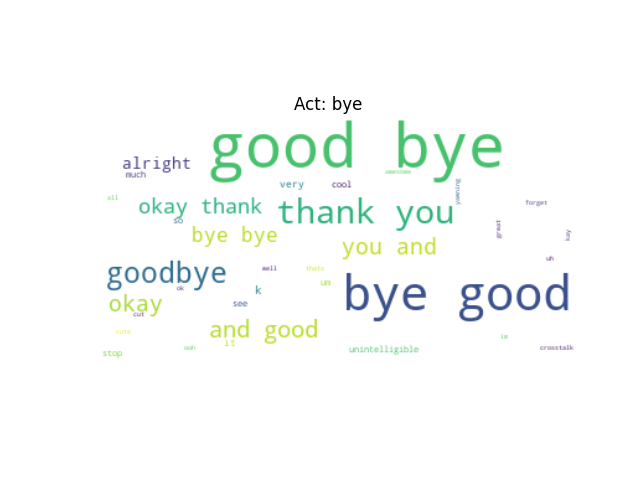 Act: bye
good bye
alright
much
awesome
very cool
yawning
all
okay thank
thank you
forget
so
great
bye bye
you and
kay
uh
goodbye
well
thats
um
ok
k
bye good
okay
see
cut
and good
cute
it
im
ooh
unintelligible
crosstalk
stop